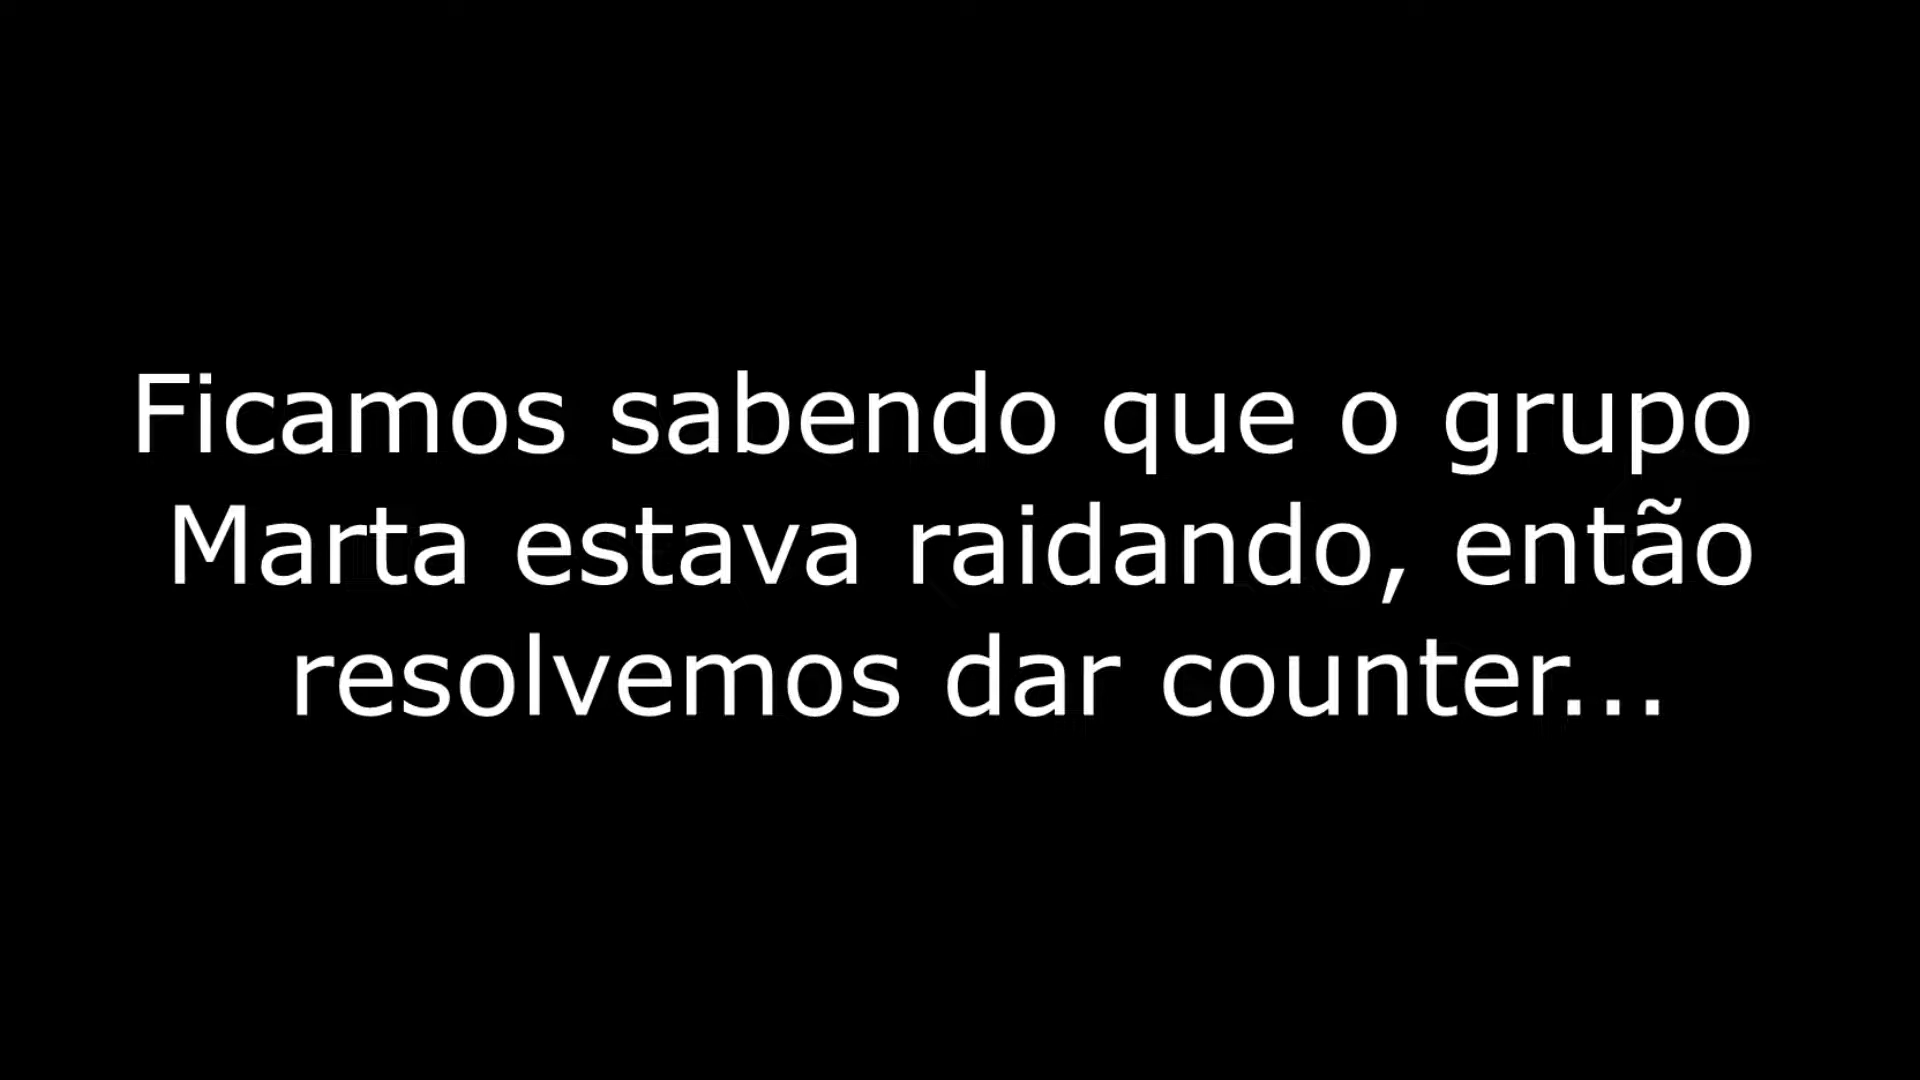 Ficamos sabendo que o grupo
Marta estava raidando, então
resolvemos dar counter...